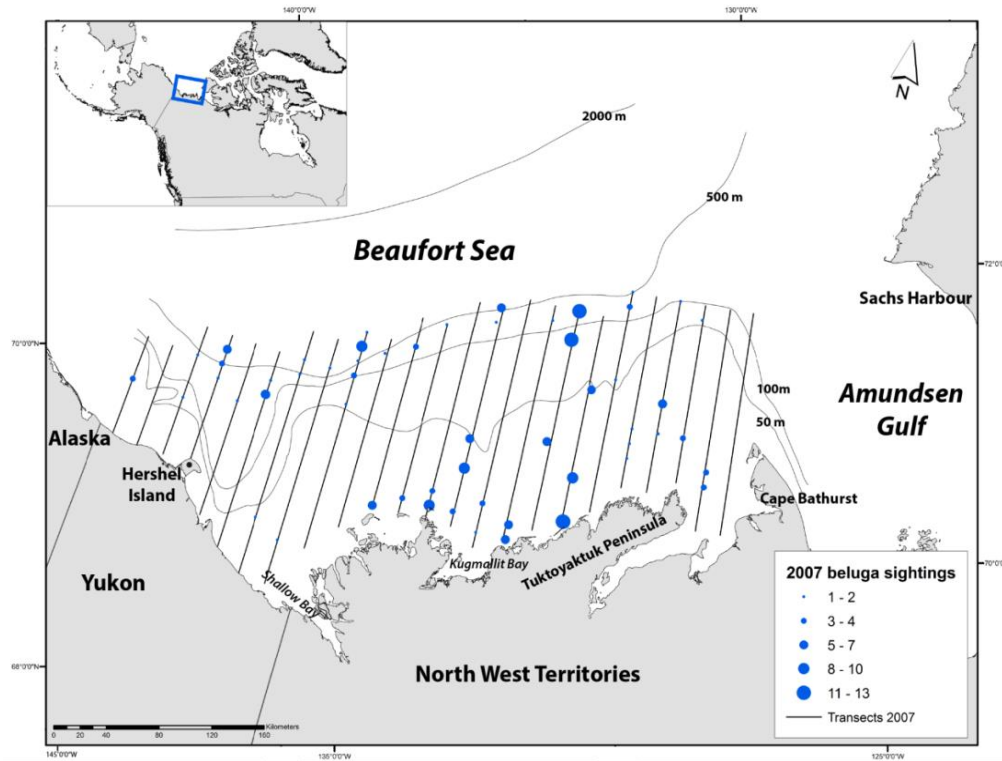 140°0'0"W
130°0'0"W
N
2000 m
500 m
Beaufort Sea
72°0'0"N
Sachs Harbour
70°0'0"N
100m
50 m
Amundsen
Gulf
Alaska
Hershel
Island
Cape Bathurst
Yukon
Shallow Bay
Kugmallit Bay
Tuktoyaktuk Peninsula
70°0'0"N
North West Territories
68°0'0"N
2007 beluga sightings
1 - 2
3 - 4
5 - 7
8 - 10
11 - 13
Transects 2007
Kilometers
0 20 40 80 120 160
145°0'0"W
135°0'0"W
125°0'0"W